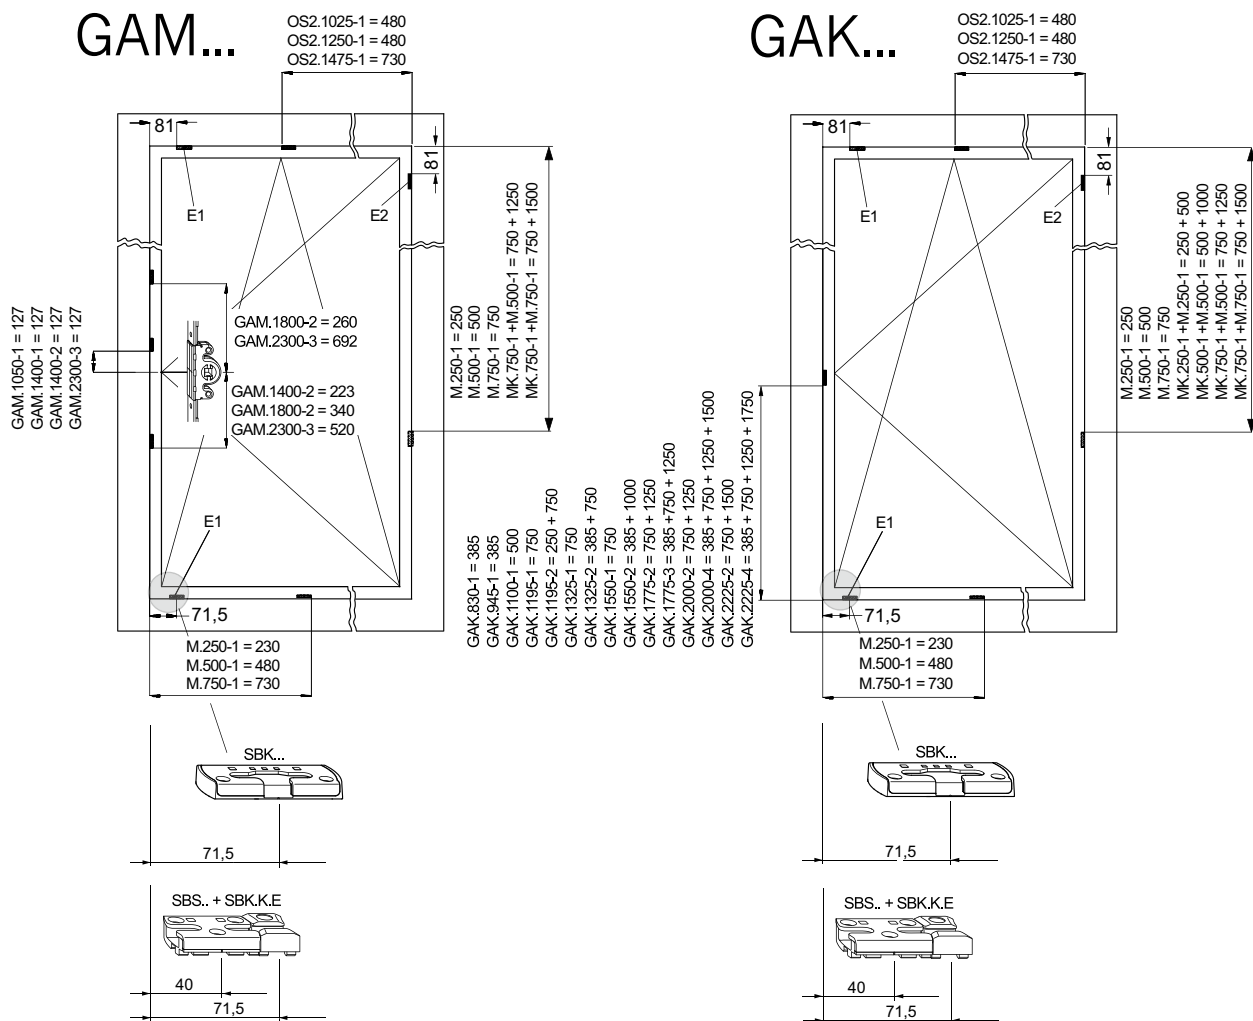 GAM...
OS2.1025-1 = 480
OS2.1250-1 = 480
OS2.1475-1 = 730
81
81
E1
E2
GAM.1050-1 = 127
GAM.1400-1 = 127
GAM.1400-2 = 127
GAM.2300-3 = 127
GAM.1800-2 = 260
GAM.2300-3 = 692
GAM.1400-2 = 223
GAM.1800-2 = 340
GAM.2300-3 = 520
M.250-1 = 250
M.500-1 = 500
M.750-1 = 750
MK.750-1 +M.500-1 = 750 + 1250
MK.750-1 +M.750-1 = 750 + 1500
E1
71,5
M.250-1 = 230
M.500-1 = 480
M.750-1 = 730
SBK...
71,5
SBS.. + SBK.K.E
40
71,5
GAK...
OS2.1025-1 = 480
OS2.1250-1 = 480
OS2.1475-1 = 730
81
81
E1
E2
M.250-1 = 250
M.500-1 = 500
M.750-1 = 750
MK.250-1 +M.250-1 = 250 + 500
MK.500-1 +M.500-1 = 500 + 1000
MK.750-1 +M.500-1 = 750 + 1250
MK.750-1 +M.750-1 = 750 + 1500
GAK.830-1 = 385
GAK.945-1 = 385
GAK.1100-1 = 500
GAK.1195-1 = 750
GAK.1195-2 = 250 + 750
GAK.1325-1 = 750
GAK.1325-2 = 385 + 750
GAK.1550-1 = 750
GAK.1550-2 = 385 + 1000
GAK.1775-2 = 750 + 1250
GAK.1775-3 = 385 +750 + 1250
GAK.2000-2 = 750 + 1250
GAK.2000-4 = 385 + 750 + 1250 + 1500
GAK.2225-2 = 750 + 1500
GAK.2225-4 = 385 + 750 + 1250 + 1750
E1
71,5
M.250-1 = 230
M.500-1 = 480
M.750-1 = 730
SBK...
71,5
SBS.. + SBK.K.E
40
71,5